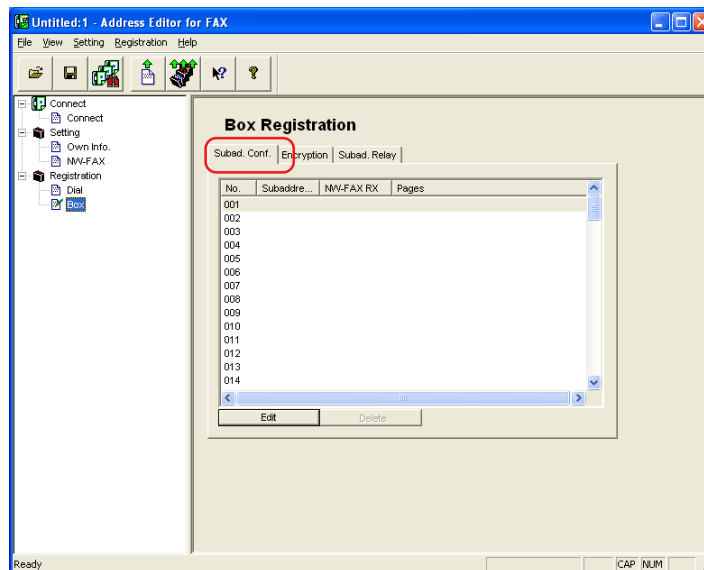 Untitled:1 - Address Editor for FAX
File View Setting Registration Help
Connect
Connect
Setting
Own Info.
NW-FAX
Registration
Dial
Box
Box Registration
Subad. Conf. Encryption Subad. Relay
No. Subaddre... NW-FAX RX Pages
001
002
003
004
005
006
007
008
009
010
011
012
013
014
Edit Delete
Ready CAP NUM